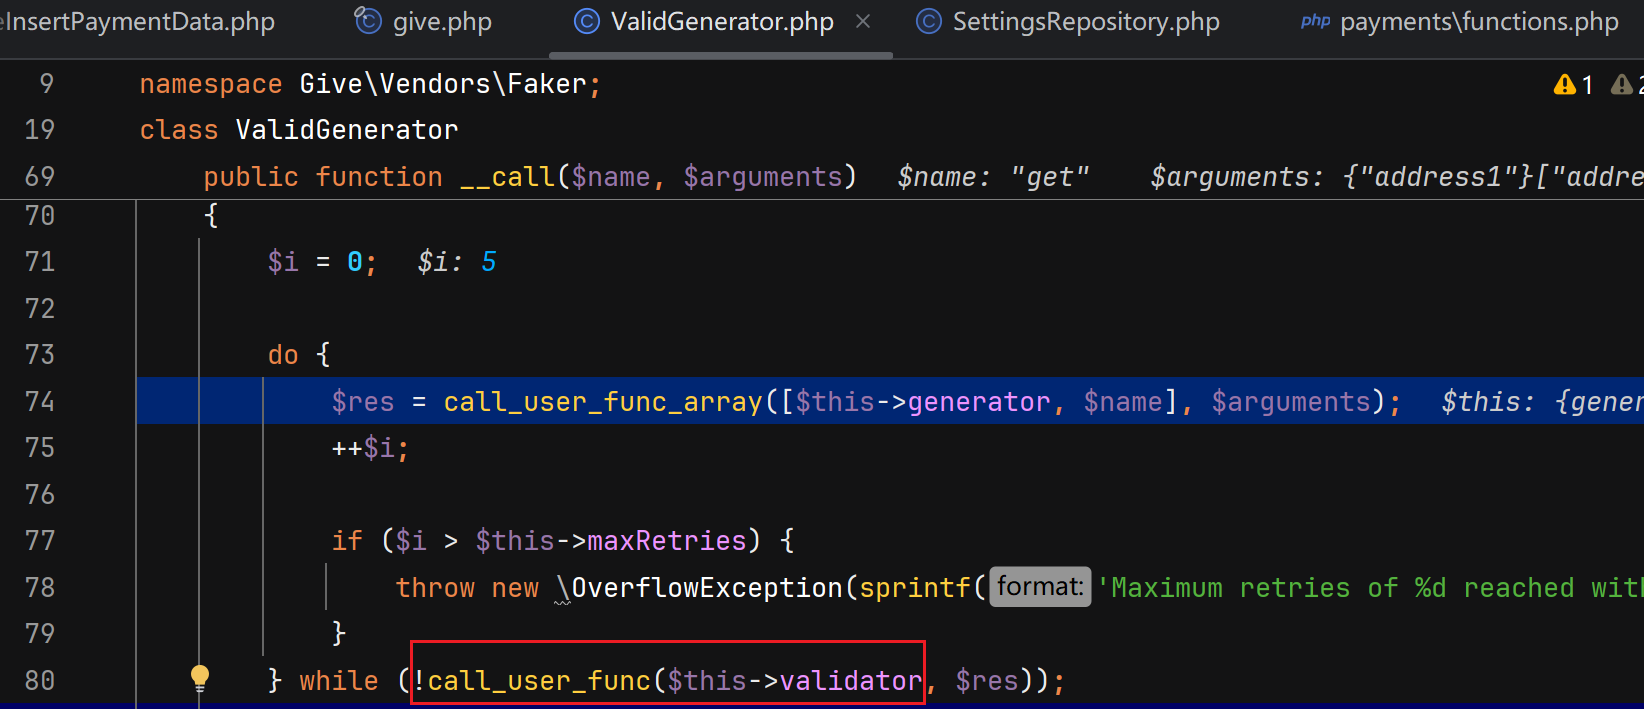 InsertPaymentData.php give.php ValidGenerator.php SettingsRepository.php php payments\functions.php
9 namespace Give\Vendors\Faker; 1
19 class ValidGenerator
69 public function __call($name, $arguments) $name: "get" $arguments: {"address1"}["addre
70 {
71 $i = 0; $i: 5
72
73 do {
74 $res = call_user_func_array([$this->generator, $name], $arguments); $this: {gener
75 ++$i;
76
77 if ($i > $this->maxRetries) {
78 throw new \OverflowException(sprintf( format: 'Maximum retries of %d reached wit
79 }
80 } while (!call_user_func($this->validator, $res));